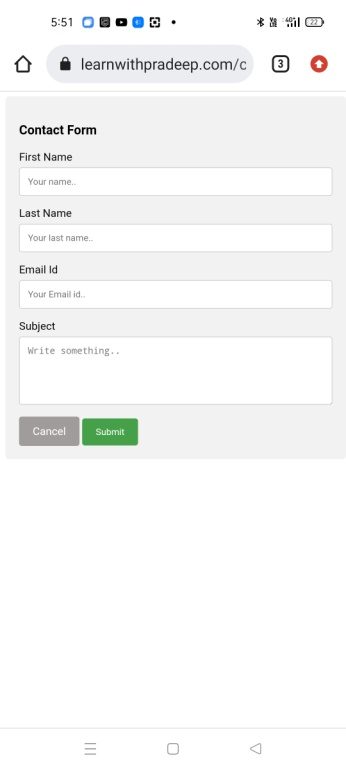 5:51
22
learnwithpradeep.com/c
3
Contact Form
First Name
Your name..
Last Name
Your last name..
Email Id
Your Email id..
Subject
Write something..
Cancel
Submit